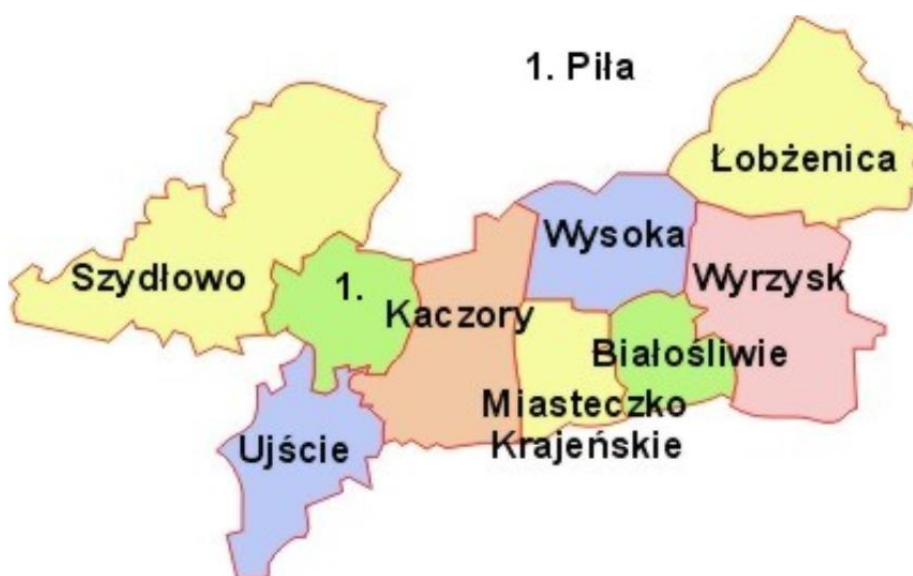 1. Piła
Łobżenica
Wysoka
Szydłowo
1.
Wyrzysk
Kaczory
Białośliwie
Miasteczko
Krajeńskie
Ujście